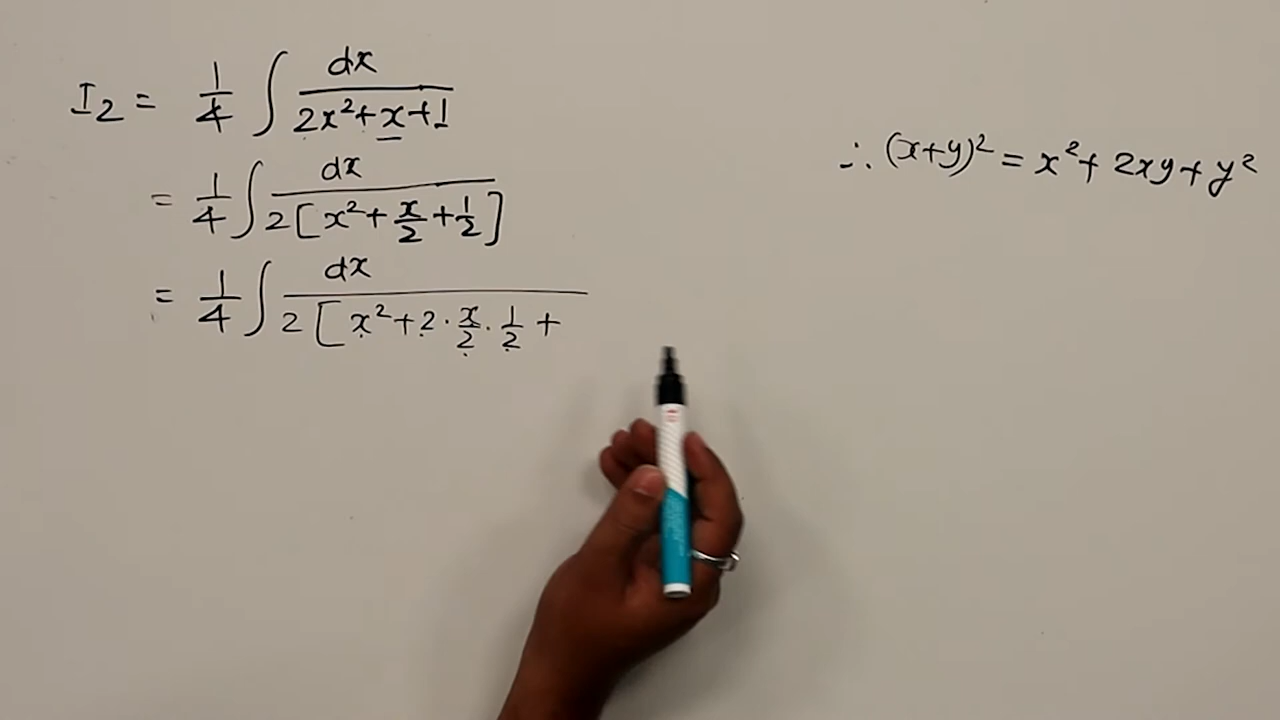 I2 = 1/4 ∫ dx/(2x²+x+1)
= 1/4 ∫ dx/(2[x²+x/2+1/2])
= 1/4 ∫ dx/(2[x²+2·x/2·1/2+
∴ (x+y)² = x²+2xy+y²